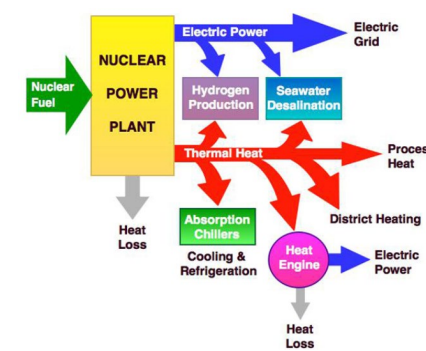 Electric Power
Electric
Grid
NUCLEAR
POWER
PLANT
Nuclear
Fuel
Hydrogen
Production
Seawater
Desalination
Thermal Heat
Proces
Heat
Absorption
Chillers
District Heating
Heat
Loss
Cooling &
Refrigeration
Heat
Engine
Electric
Power
Heat
Loss